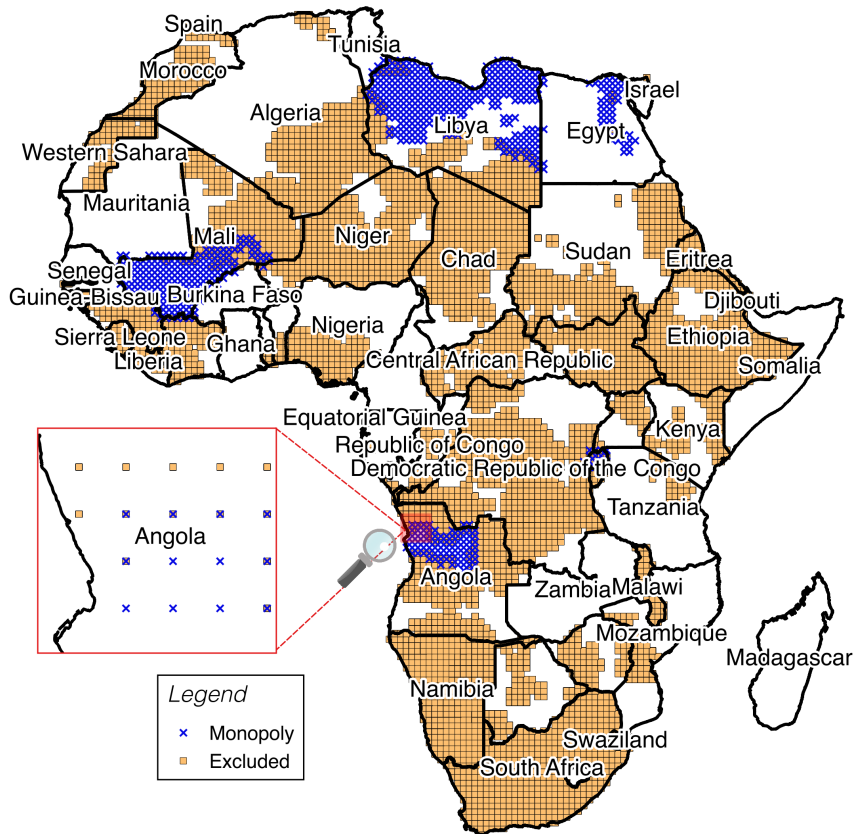 Spain
Tunisia
Morocco
Israel
Algeria
Libya
Egypt
Western Sahara
Mauritania
Mali
Niger
Sudan
Chad
Eritrea
Senegal
Guinea-Bissau
Burkina Faso
Djibouti
Nigeria
Sierra Leone
Ghana
Ethiopia
Liberia
Central African Republic
Somalia
Equatorial Guinea
Kenya
Republic of Congo
Democratic Republic of the Congo
Tanzania
Angola
Angola
Zambia
Malawi
Mozambique
Madagascar
Namibia
Swaziland
South Africa
Legend
Monopoly
Excluded